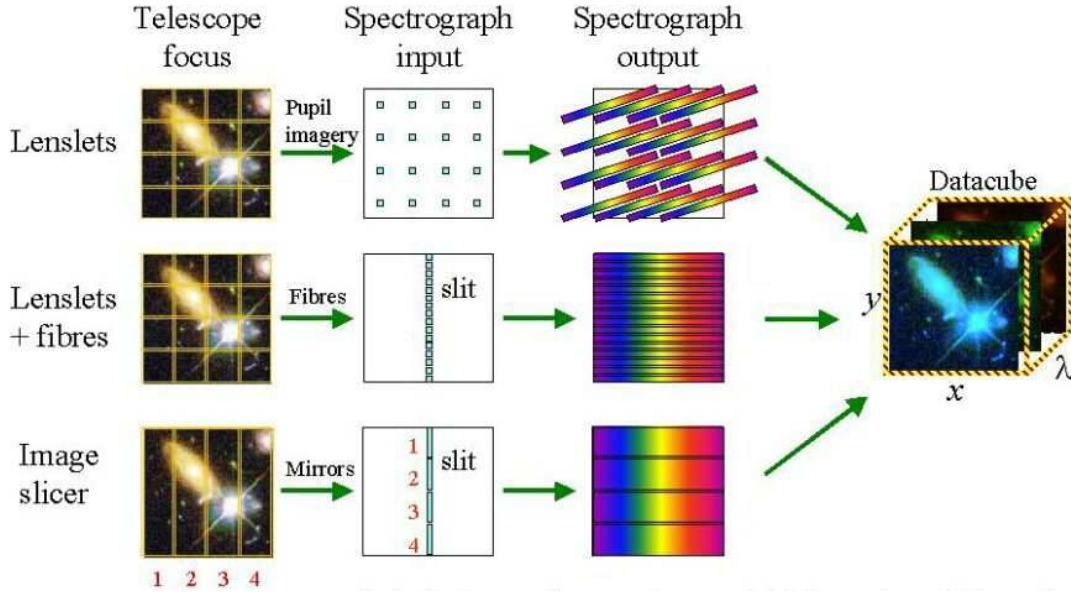 Telescope
focus
Spectrograph
input
Spectrograph
output
Lenslets
Pupil
imagery
Datacube
Lenslets
+ fibres
Fibres
slit
y
x
λ
Image
slicer
Mirrors
1
2
3
4
slit
1 2 3 4